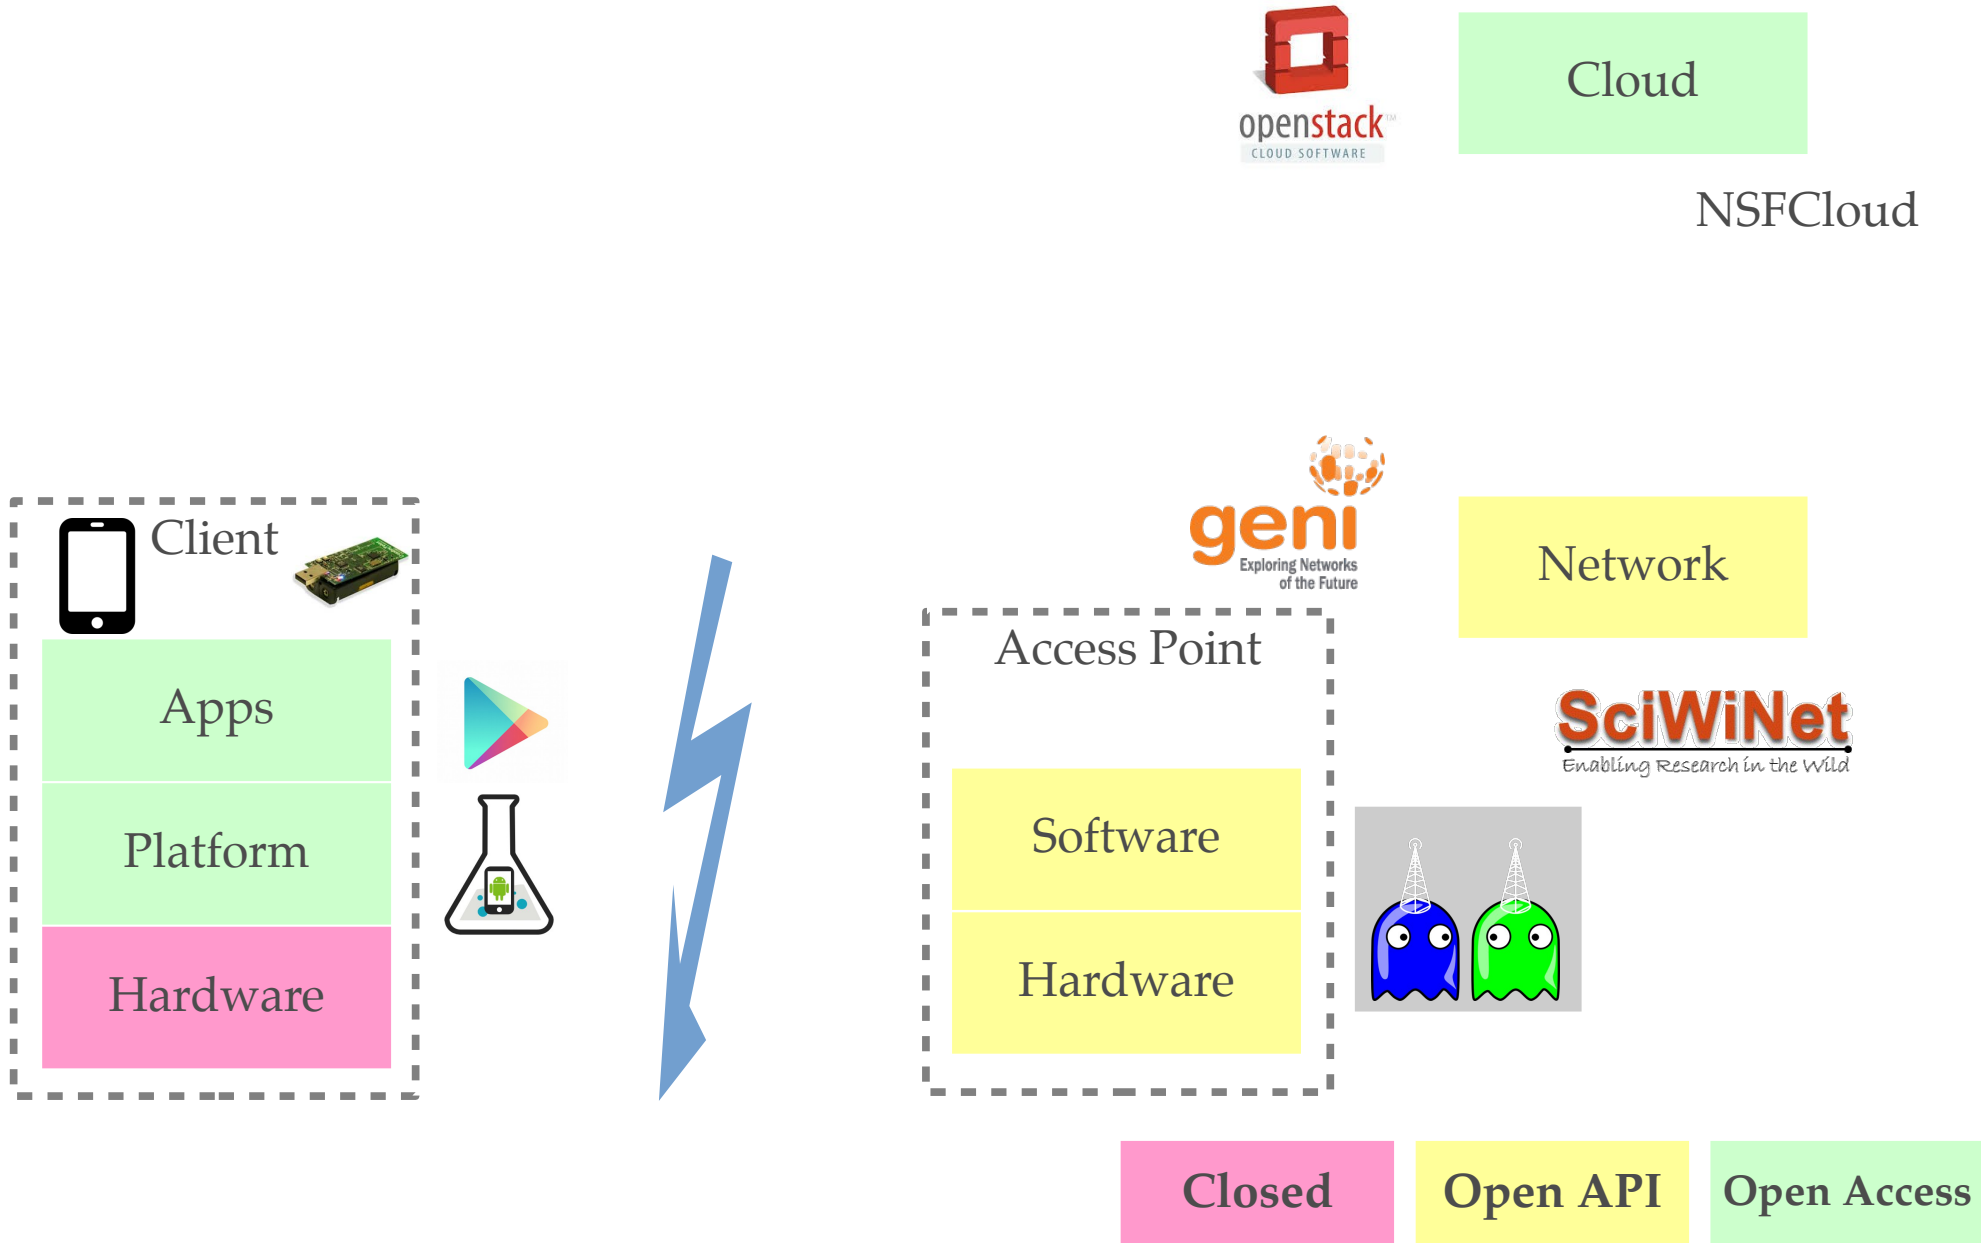 openstack™
CLOUD SOFTWARE
Cloud
NSFCloud
geni
Exploring Networks
of the Future
Network
Client
Apps
Platform
Hardware
Access Point
Software
Hardware
SciWiNet
Enabling Research in the Wild
Closed
Open API
Open Access